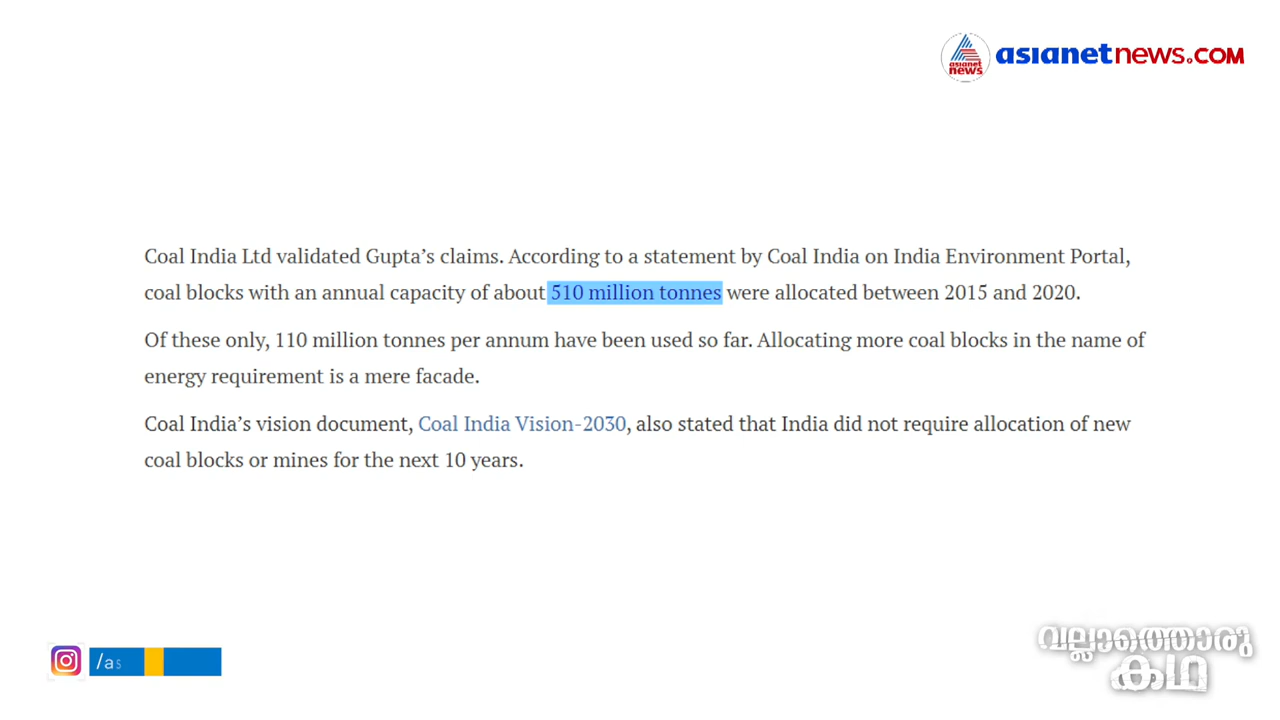 asianet news
asianetnews.com
Coal India Ltd validated Gupta’s claims. According to a statement by Coal India on India Environment Portal,
coal blocks with an annual capacity of about 510 million tonnes were allocated between 2015 and 2020.
Of these only, 110 million tonnes per annum have been used so far. Allocating more coal blocks in the name of
energy requirement is a mere facade.
Coal India’s vision document, Coal India Vision-2030, also stated that India did not require allocation of new
coal blocks or mines for the next 10 years.
/as
വല്ലാത്തൊരു
കഥ